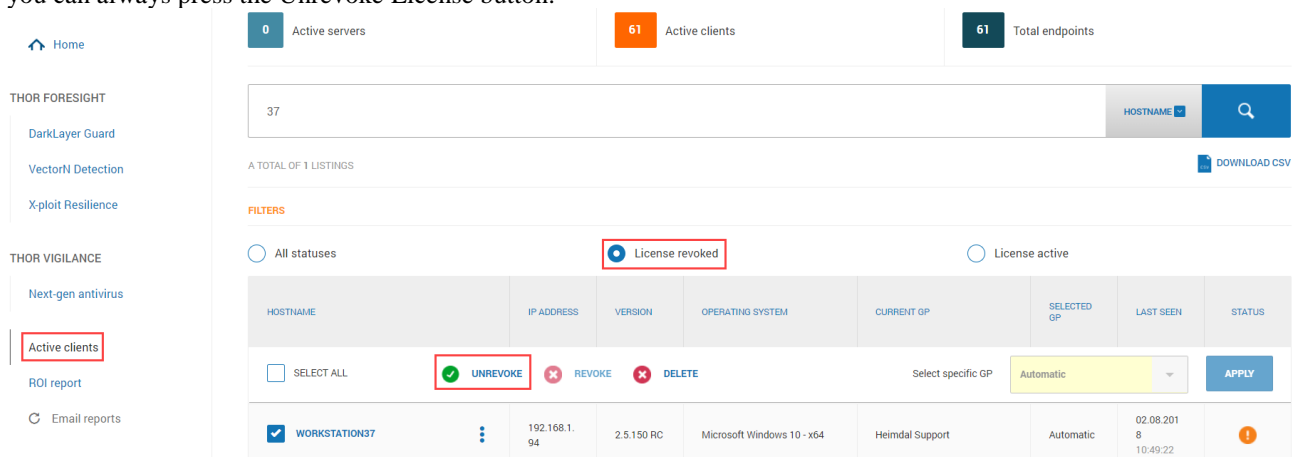 you can always press the Unrevoke License button.
Home
0 Active servers
61 Active clients
61 Total endpoints
THOR FORESIGHT
DarkLayer Guard
VectorN Detection
X-ploit Resilience
THOR VIGILANCE
Next-gen antivirus
Active clients
ROI report
Email reports
37
HOSTNAME
A TOTAL OF 1 LISTINGS
CSV DOWNLOAD CSV
FILTERS
All statuses
License revoked
License active
HOSTNAME IP ADDRESS VERSION OPERATING SYSTEM CURRENT GP SELECTED GP LAST SEEN STATUS
SELECT ALL UNREVOKE REVOKE DELETE Select specific GP Automatic APPLY
WORKSTATION37 192.168.1.94 2.5.150 RC Microsoft Windows 10 - x64 Heimdal Support Automatic 02.08.2018 10:49:22